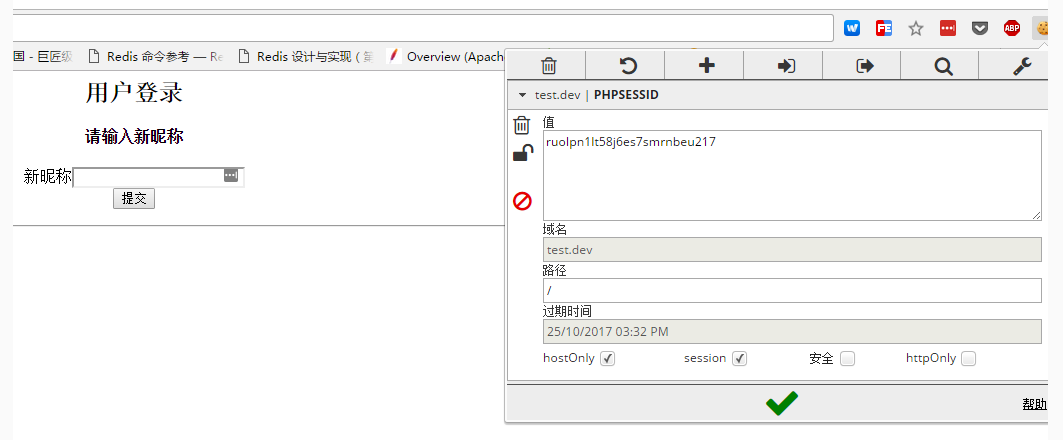 ABP
国 - 巨匠级 Redis 命令参考 — Re Redis 设计与实现 ( 第 Overview (Apach
用户登录
请输入新昵称
新昵称
提交
test.dev | PHPSESSID
值
ruolpn1lt58j6es7smrnbeu217
域名
test.dev
路径
/
过期时间
25/10/2017 03:32 PM
hostOnly session 安全 httpOnly
帮助